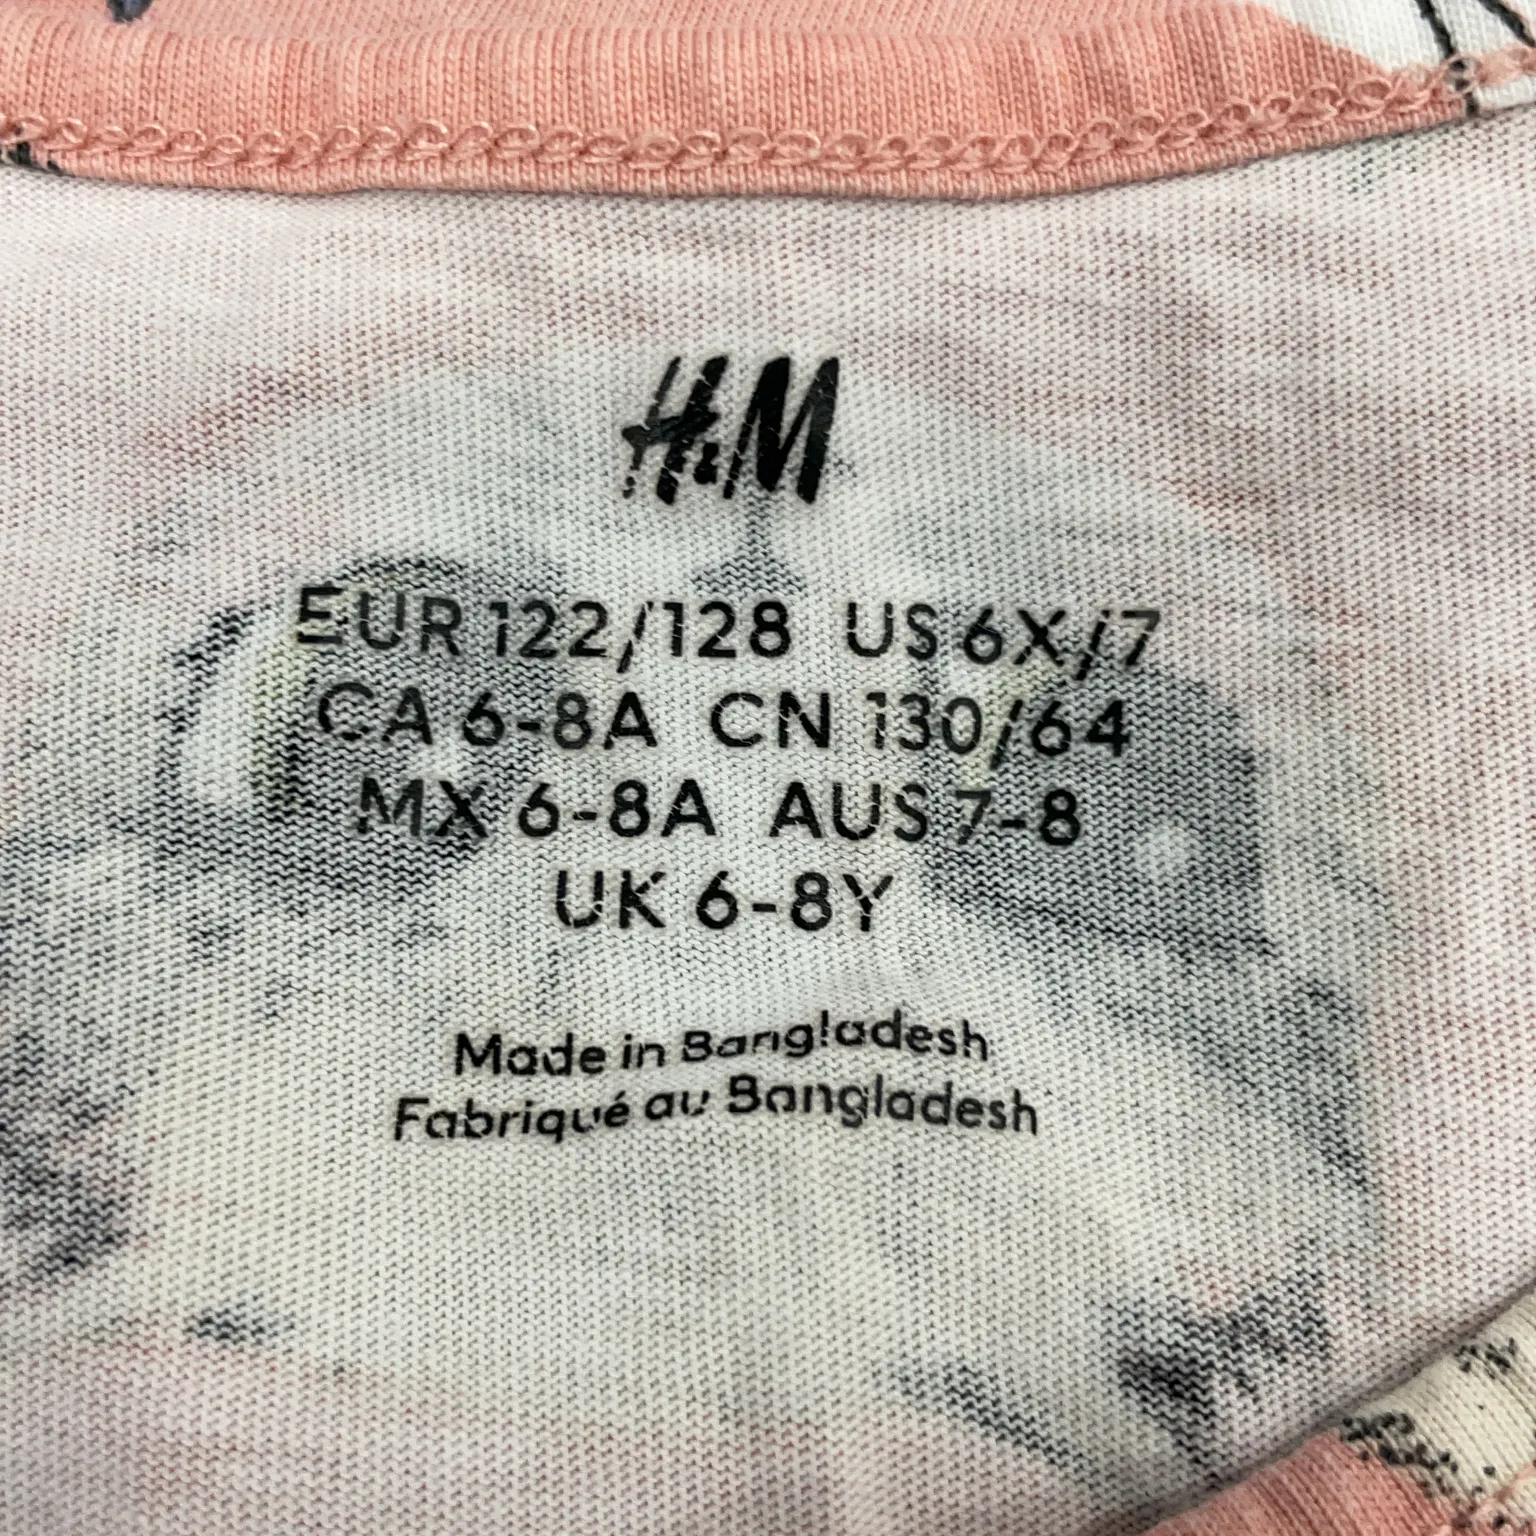 H&M
EUR 122/128 US 6X/7
CA 6-8A CN 130/64
MX 6-8A AUS 7-8
UK 6-8Y
Made in Bangladesh
Fabriqué au Bangladesh